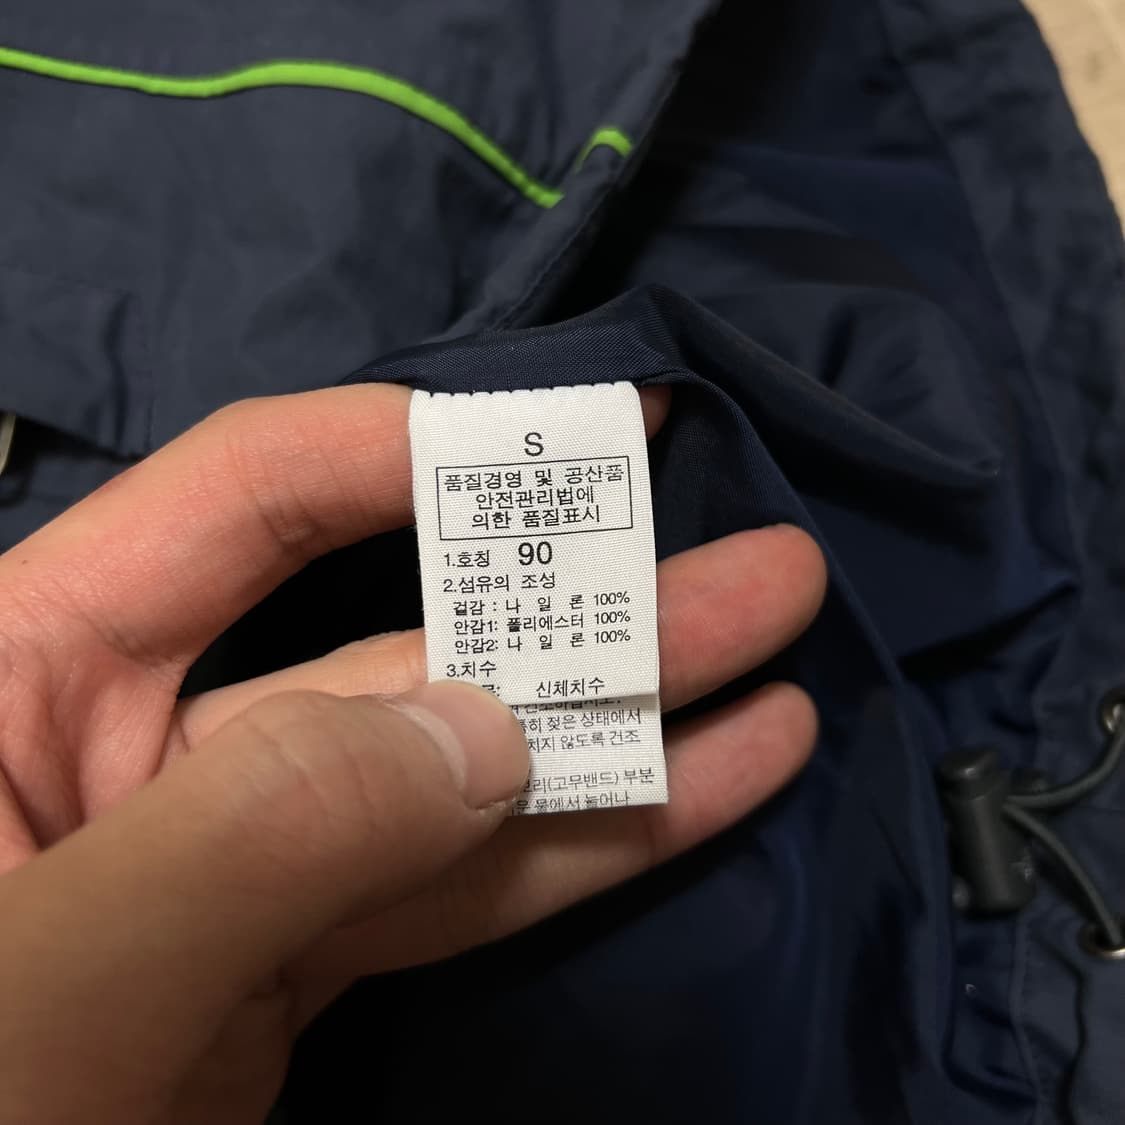 S
품질경영 및 공산품
안전관리법에
의한 품질표시
1.호칭 90
2.섬유의 조성
겉감 : 나 일 론 100%
안감1: 폴리에스터 100%
안감2: 나 일 론 100%
3.치수
신체치수
젖은 상태에서
않도록 건조
(고무밴드) 부분
물에서 늘어나